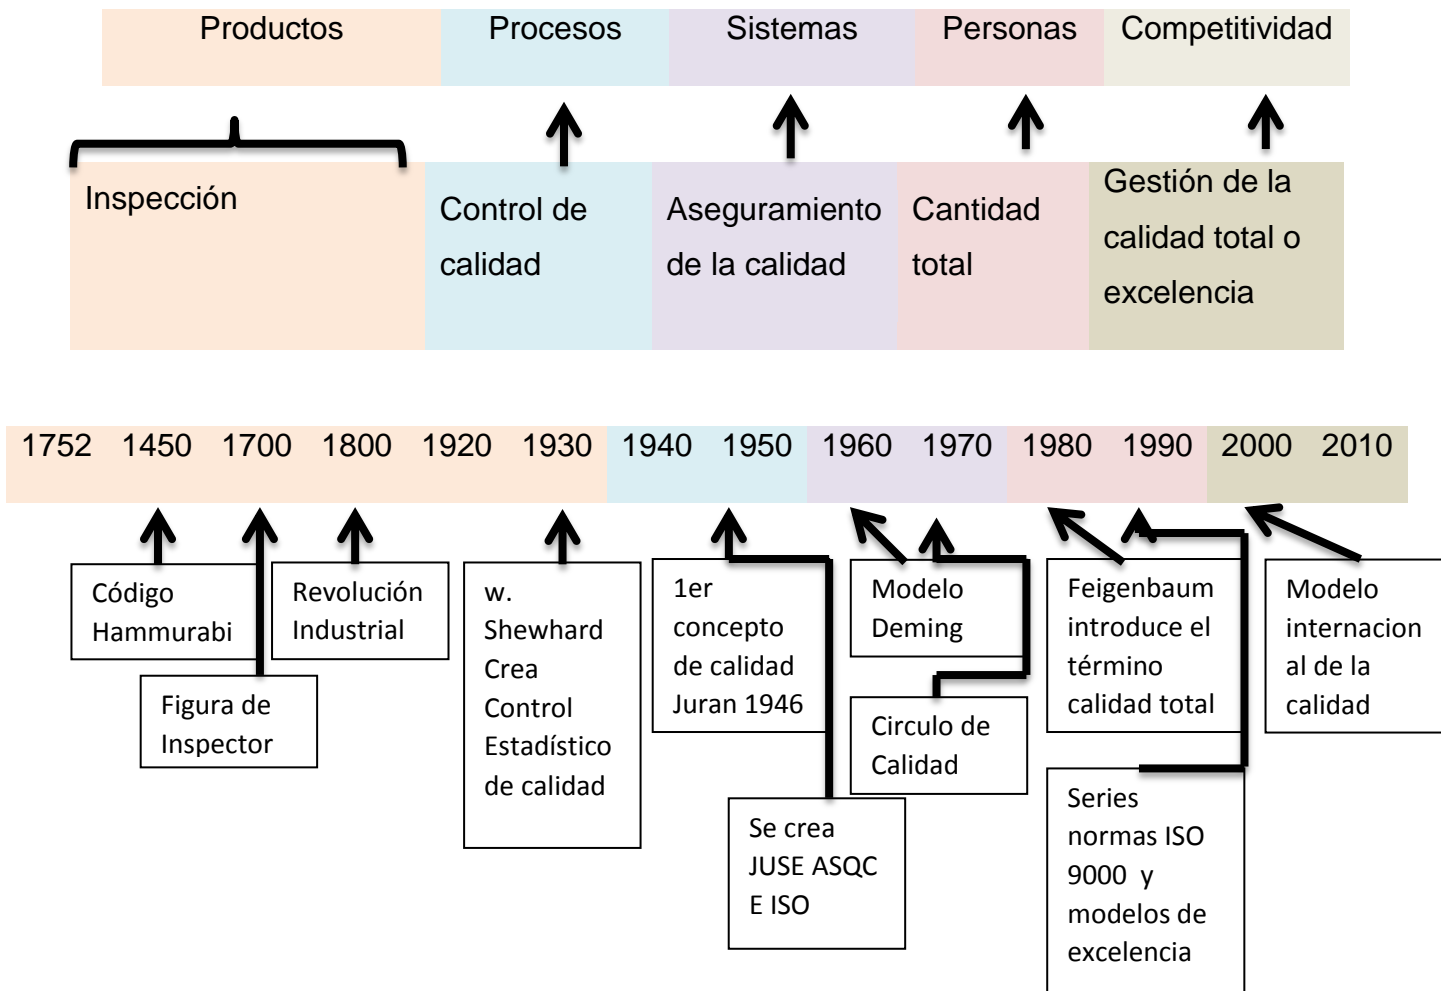 Productos Procesos Sistemas Personas Competitividad
Inspección
Control de
calidad
Aseguramiento
de la calidad
Cantidad
total
Gestión de la
calidad total o
excelencia
1752 1450 1700 1800 1920 1930 1940 1950 1960 1970 1980 1990 2000 2010
Código
Hammurabi
Figura de
Inspector
Revolución
Industrial
w.
Shewhard
Crea
Control
Estadístico
de calidad
1er
concepto
de calidad
Juran 1946
Se crea
JUSE ASQC
E ISO
Modelo
Deming
Circulo de
Calidad
Feigenbaum
introduce el
término
calidad total
Series
normas ISO
9000 y
modelos de
excelencia
Modelo
internacion
al de la
calidad